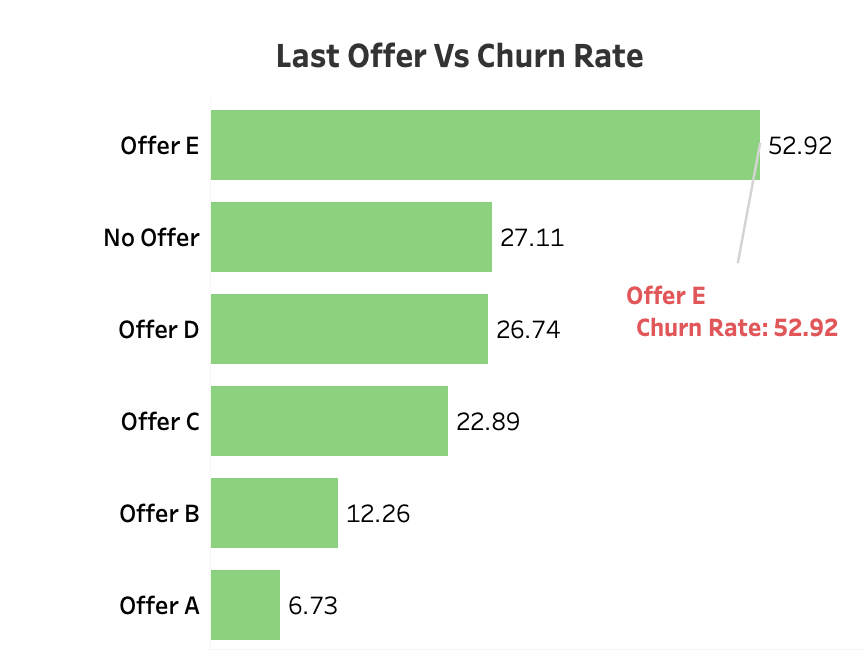 Last Offer Vs Churn Rate
Offer E 52.92
No Offer 27.11
Offer E
Churn Rate: 52.92
Offer D 26.74
Offer C 22.89
Offer B 12.26
Offer A 6.73